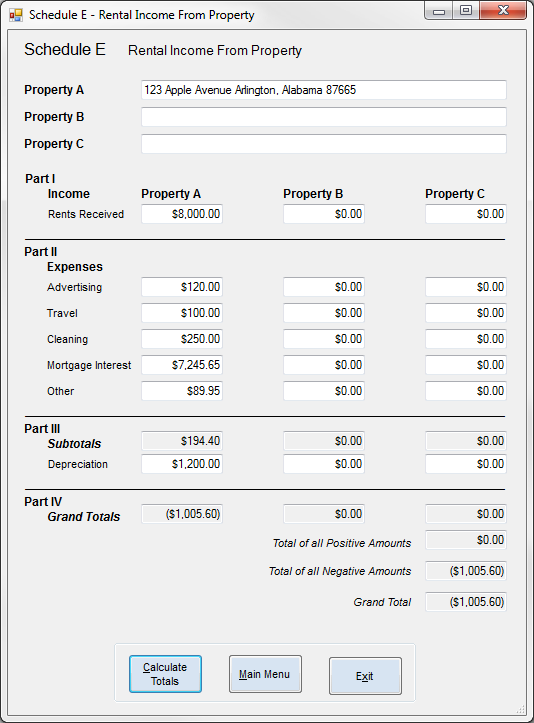 Schedule E - Rental Income From Property
Schedule E Rental Income From Property
Property A 123 Apple Avenue Arlington, Alabama 87665
Property B
Property C
Part I
Income Property A Property B Property C
Rents Received $8,000.00 $0.00 $0.00
Part II
Expenses
Advertising $120.00 $0.00 $0.00
Travel $100.00 $0.00 $0.00
Cleaning $250.00 $0.00 $0.00
Mortgage Interest $7,245.65 $0.00 $0.00
Other $89.95 $0.00 $0.00
Part III
Subtotals $194.40 $0.00 $0.00
Depreciation $1,200.00 $0.00 $0.00
Part IV
Grand Totals ($1,005.60) $0.00 $0.00
Total of all Positive Amounts $0.00
Total of all Negative Amounts ($1,005.60)
Grand Total ($1,005.60)
Calculate
Totals
Main Menu
Exit